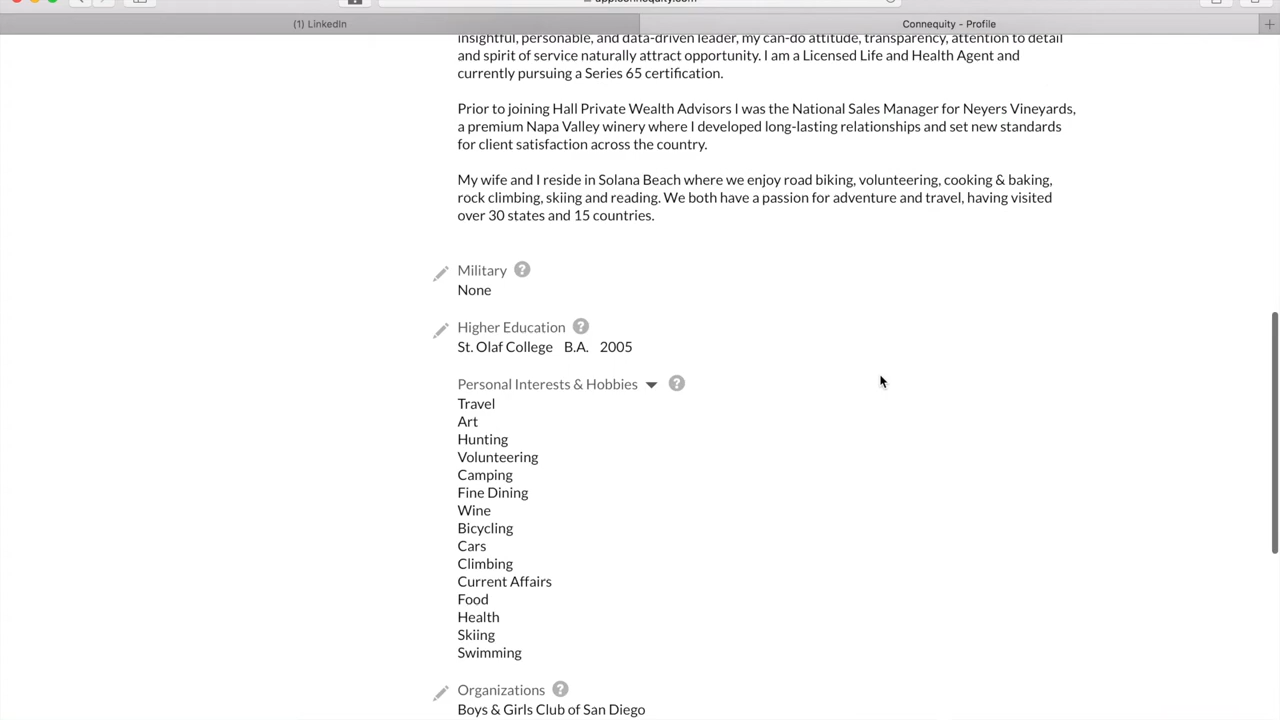 (1) LinkedIn
Connequity - Profile
insightful, personable, and data-driven leader, my can-do attitude, transparency, attention to detail
and spirit of service naturally attract opportunity. I am a Licensed Life and Health Agent and
currently pursuing a Series 65 certification.
Prior to joining Hall Private Wealth Advisors I was the National Sales Manager for Neyers Vineyards,
a premium Napa Valley winery where I developed long-lasting relationships and set new standards
for client satisfaction across the country.
My wife and I reside in Solana Beach where we enjoy road biking, volunteering, cooking & baking,
rock climbing, skiing and reading. We both have a passion for adventure and travel, having visited
over 30 states and 15 countries.
Military ?
None
Higher Education ?
St. Olaf College B.A. 2005
Personal Interests & Hobbies ?
Travel
Art
Hunting
Volunteering
Camping
Fine Dining
Wine
Bicycling
Cars
Climbing
Current Affairs
Food
Health
Skiing
Swimming
Organizations ?
Boys & Girls Club of San Diego